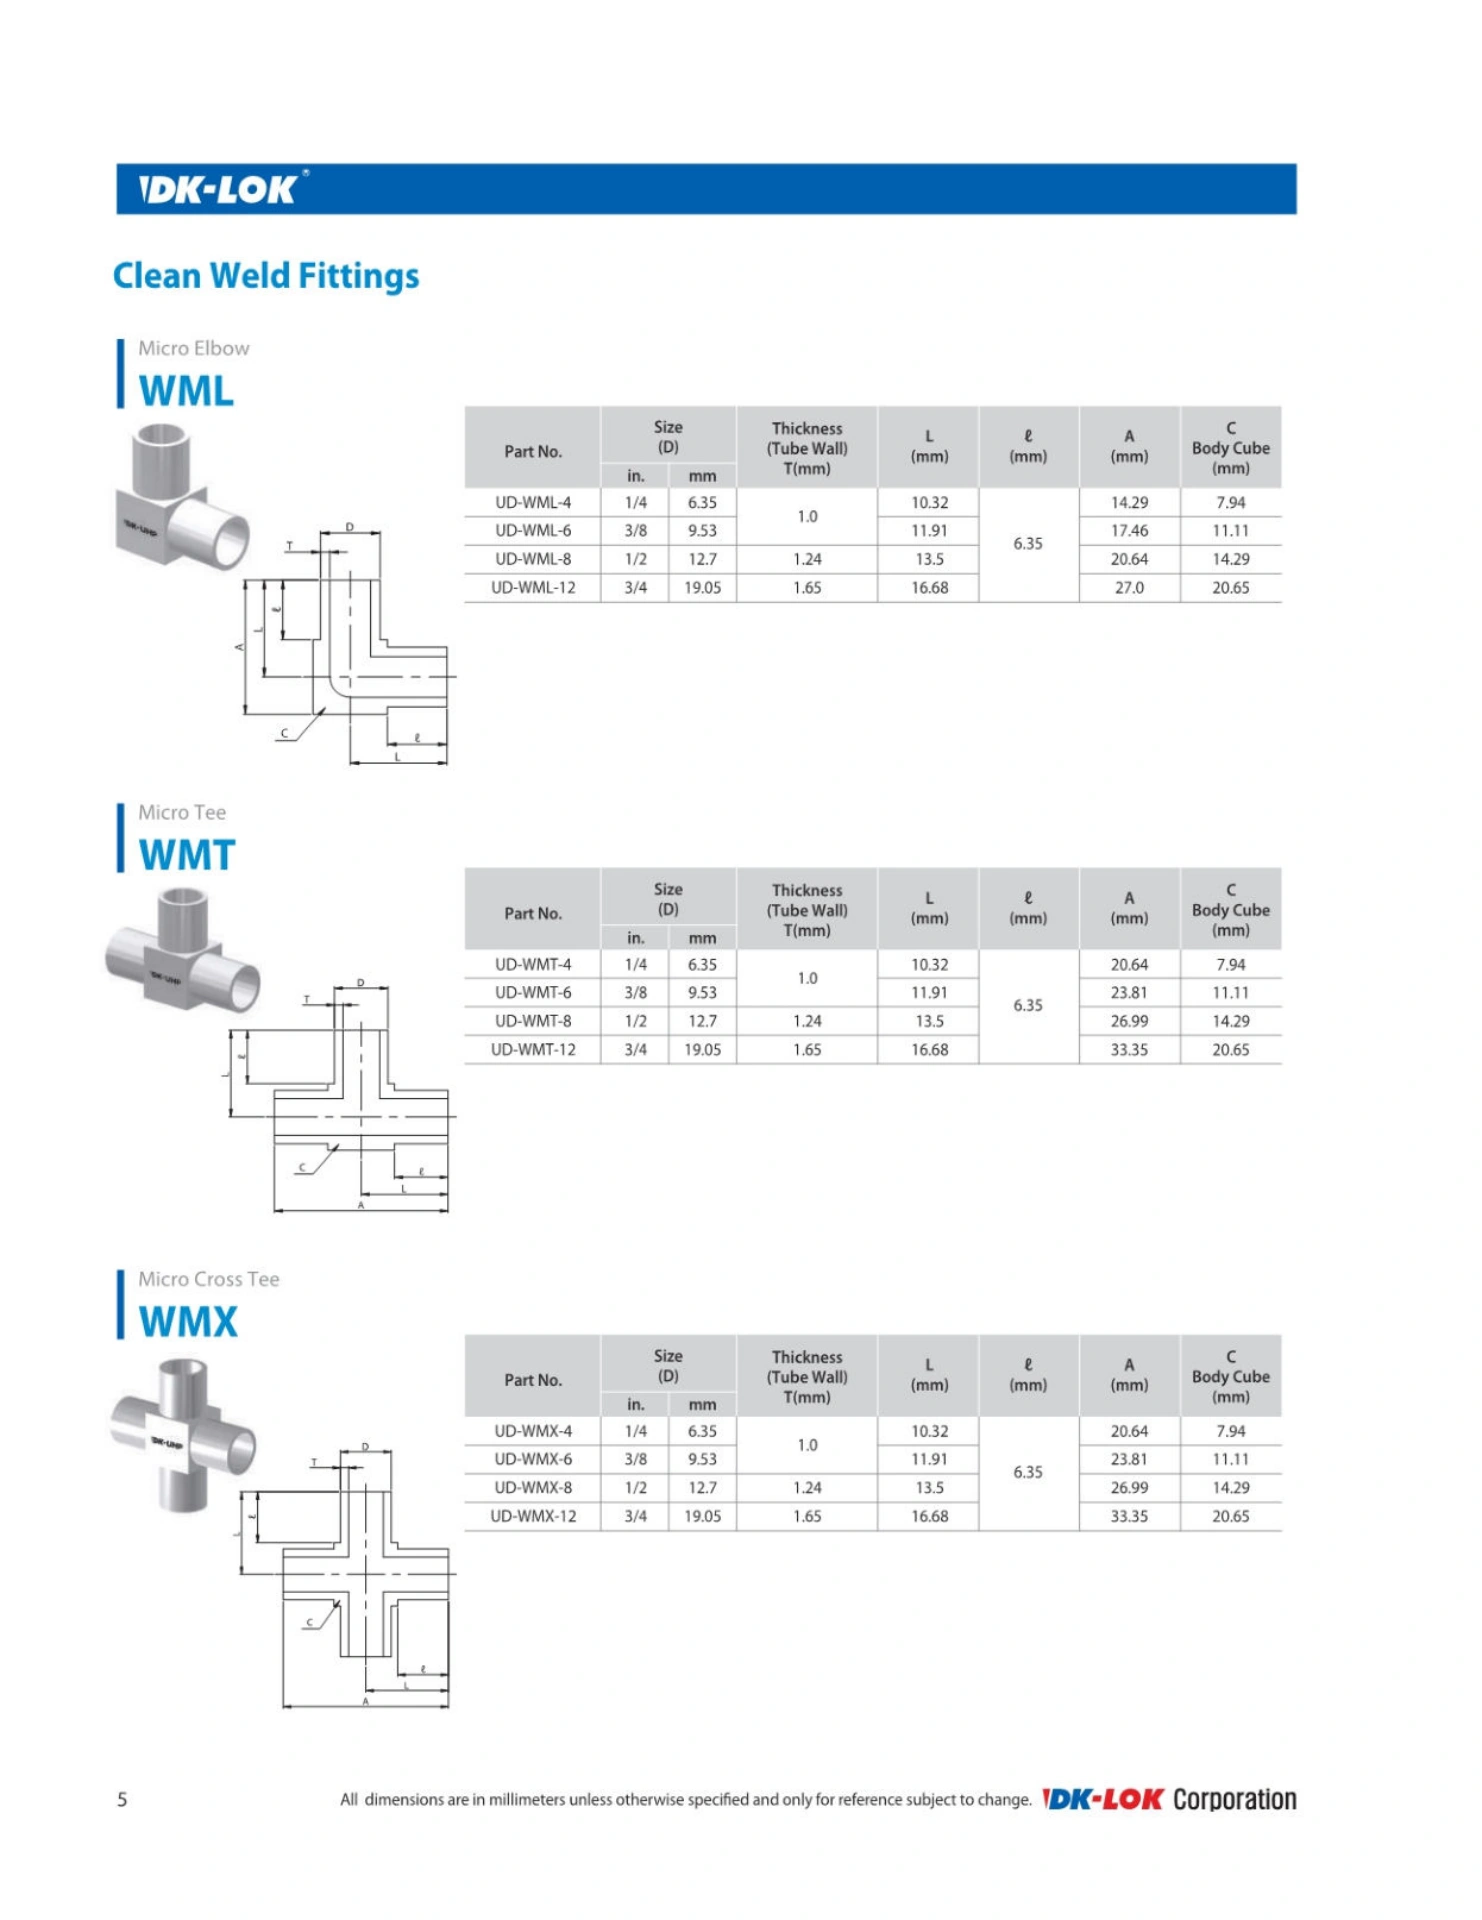 DK-LOK®
Clean Weld Fittings
Micro Elbow
WML
DK-UHP
D
T
ℓ
L
A
C
ℓ
L
Part No. Size (D) Thickness (Tube Wall) T(mm) L (mm) ℓ (mm) A (mm) C Body Cube (mm)
in. mm
UD-WML-4 1/4 6.35 1.0 10.32 6.35 14.29 7.94
UD-WML-6 3/8 9.53 11.91 17.46 11.11
UD-WML-8 1/2 12.7 1.24 13.5 20.64 14.29
UD-WML-12 3/4 19.05 1.65 16.68 27.0 20.65
Micro Tee
WMT
DK-UHP
D
T
ℓ
L
C
ℓ
L
A
Part No. Size (D) Thickness (Tube Wall) T(mm) L (mm) ℓ (mm) A (mm) C Body Cube (mm)
in. mm
UD-WMT-4 1/4 6.35 1.0 10.32 6.35 20.64 7.94
UD-WMT-6 3/8 9.53 11.91 23.81 11.11
UD-WMT-8 1/2 12.7 1.24 13.5 26.99 14.29
UD-WMT-12 3/4 19.05 1.65 16.68 33.35 20.65
Micro Cross Tee
WMX
DK-UHP
D
T
ℓ
L
C
ℓ
L
A
Part No. Size (D) Thickness (Tube Wall) T(mm) L (mm) ℓ (mm) A (mm) C Body Cube (mm)
in. mm
UD-WMX-4 1/4 6.35 1.0 10.32 6.35 20.64 7.94
UD-WMX-6 3/8 9.53 11.91 23.81 11.11
UD-WMX-8 1/2 12.7 1.24 13.5 26.99 14.29
UD-WMX-12 3/4 19.05 1.65 16.68 33.35 20.65
5
All dimensions are in millimeters unless otherwise specified and only for reference subject to change. DK-LOK Corporation